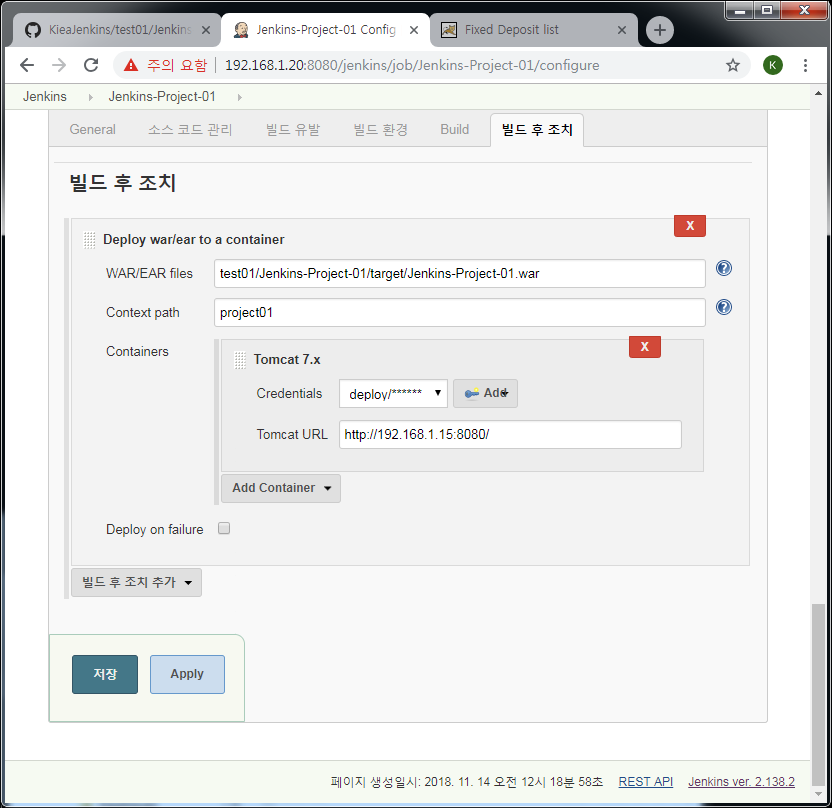 KieaJenkins/test01/Jenkins
Jenkins-Project-01 Config
Fixed Deposit list
주의 요함 192.168.1.20:8080/jenkins/job/Jenkins-Project-01/configure
K
Jenkins Jenkins-Project-01
General 소스 코드 관리 빌드 유발 빌드 환경 Build 빌드 후 조치
빌드 후 조치
X
Deploy war/ear to a container
WAR/EAR files test01/Jenkins-Project-01/target/Jenkins-Project-01.war ?
Context path project01 ?
Containers
X
Tomcat 7.x
Credentials deploy/****** Add
Tomcat URL http://192.168.1.15:8080/
Add Container
Deploy on failure
빌드 후 조치 추가
저장 Apply
페이지 생성일시: 2018. 11. 14 오전 12시 18분 58초 REST API Jenkins ver. 2.138.2